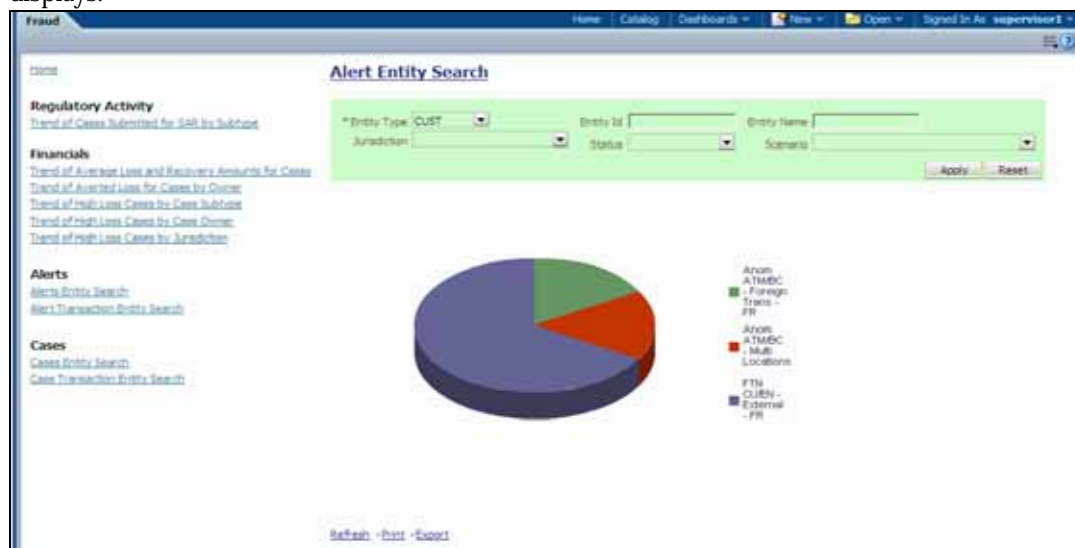 displays.
Fraud
Home Catalog Dashboards New Open Signed In As supervisor1
Home
Regulatory Activity
Trend of Cases Submitted for SAR by Subtype
Financials
Trend of Average Loss and Recovery Amounts for Cases
Trend of Averted Loss for Cases by Owner
Trend of High Loss Cases by Case Subtype
Trend of High Loss Cases by Case Owner
Trend of High Loss Cases by Jurisdiction
Alerts
Alerts Entity Search
Alert Transaction Entity Search
Cases
Cases Entity Search
Case Transaction Entity Search
Alert Entity Search
* Entity Type CUST Entity Id Entity Name
Jurisdiction Status Scenario
Apply Reset
Anom
ATM/BC
- Foreign
Trans -
FR
Anom
ATM/BC
- Multi
Locations
FTN
CU/EN -
External
- FR
Refresh - Print - Export